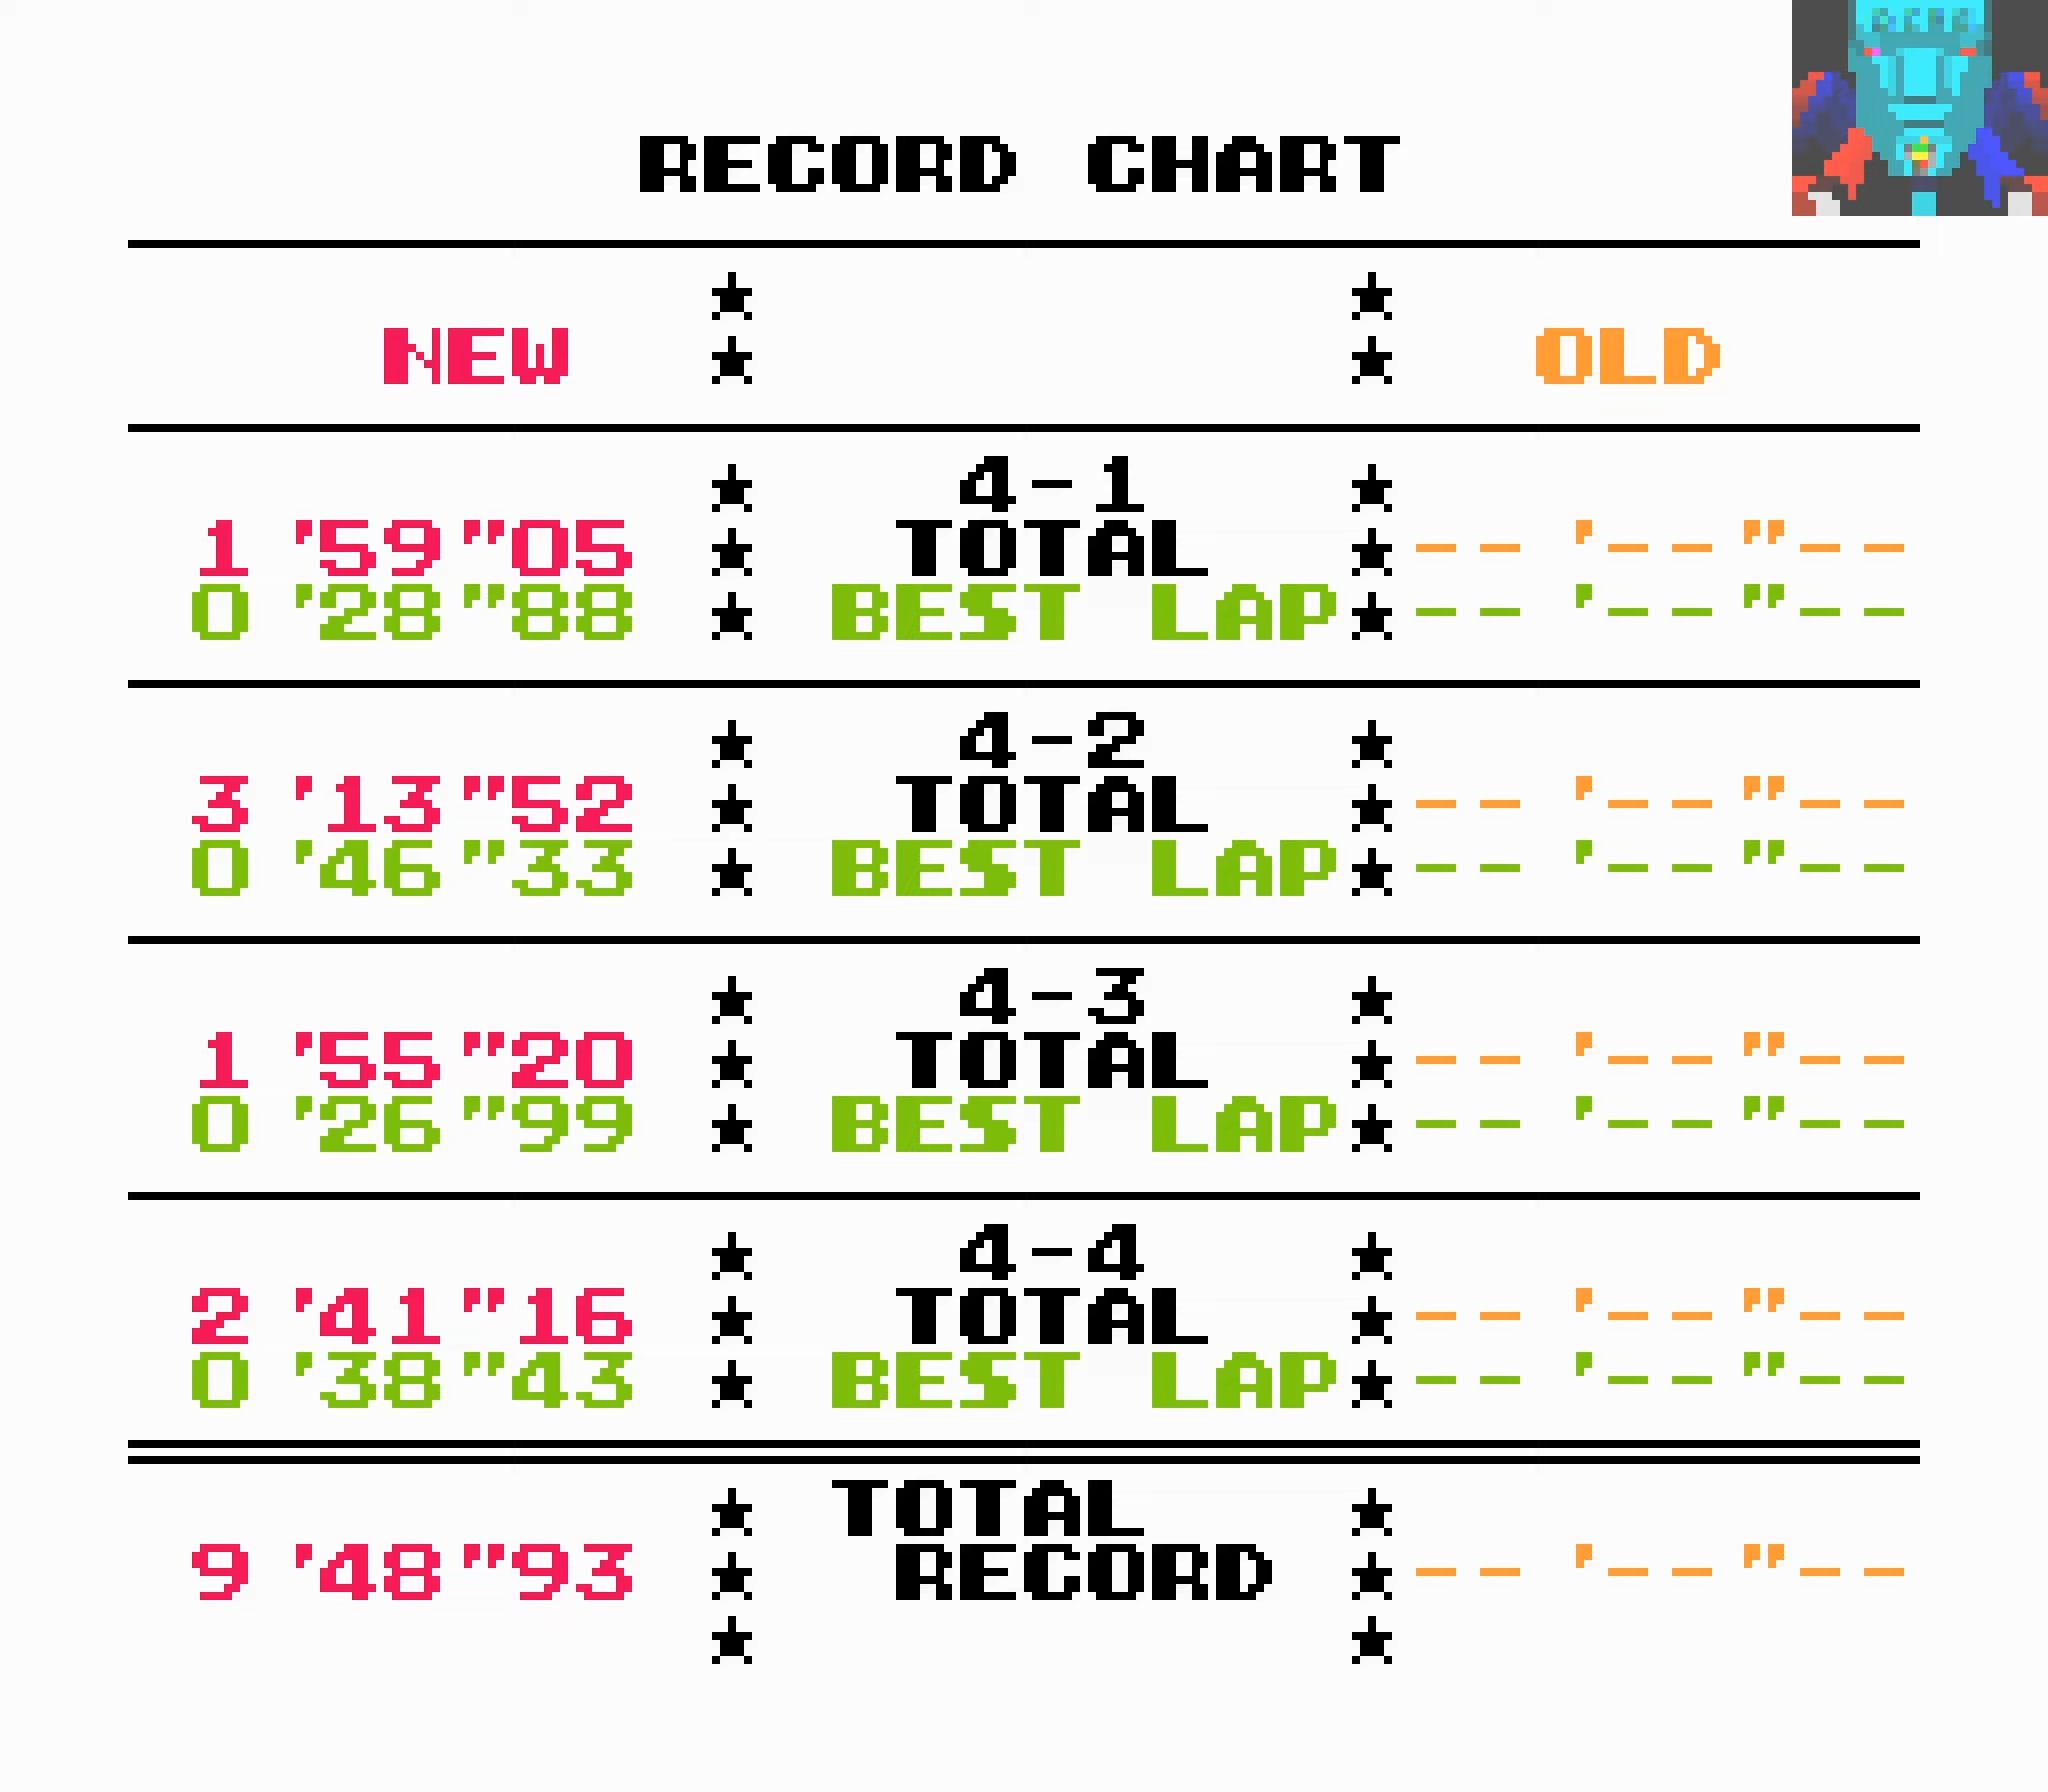 RECORD CHART
NEW OLD
4-1
1 '59 "05 TOTAL -- '-- "--
0 '28 "88 BEST LAP -- '-- "--
4-2
3 '13 "52 TOTAL -- '-- "--
0 '46 "33 BEST LAP -- '-- "--
4-3
1 '55 "20 TOTAL -- '-- "--
0 '26 "99 BEST LAP -- '-- "--
4-4
2 '41 "16 TOTAL -- '-- "--
0 '38 "43 BEST LAP -- '-- "--
TOTAL
9 '48 "93 RECORD -- '-- "--